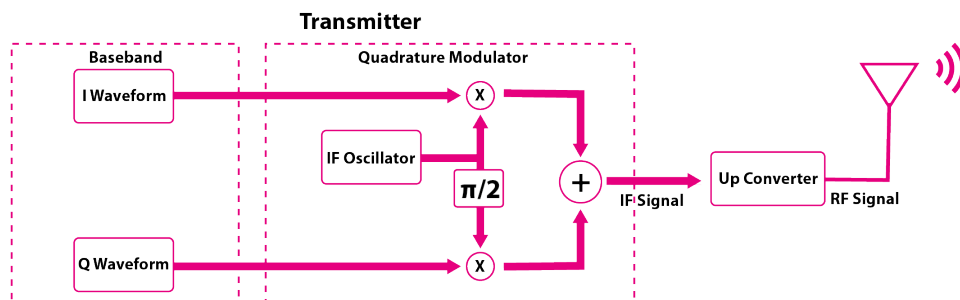 Transmitter
Baseband
Quadrature Modulator
I Waveform
X
IF Oscillator
π/2
+
Up Converter
IF Signal
RF Signal
Q Waveform
X